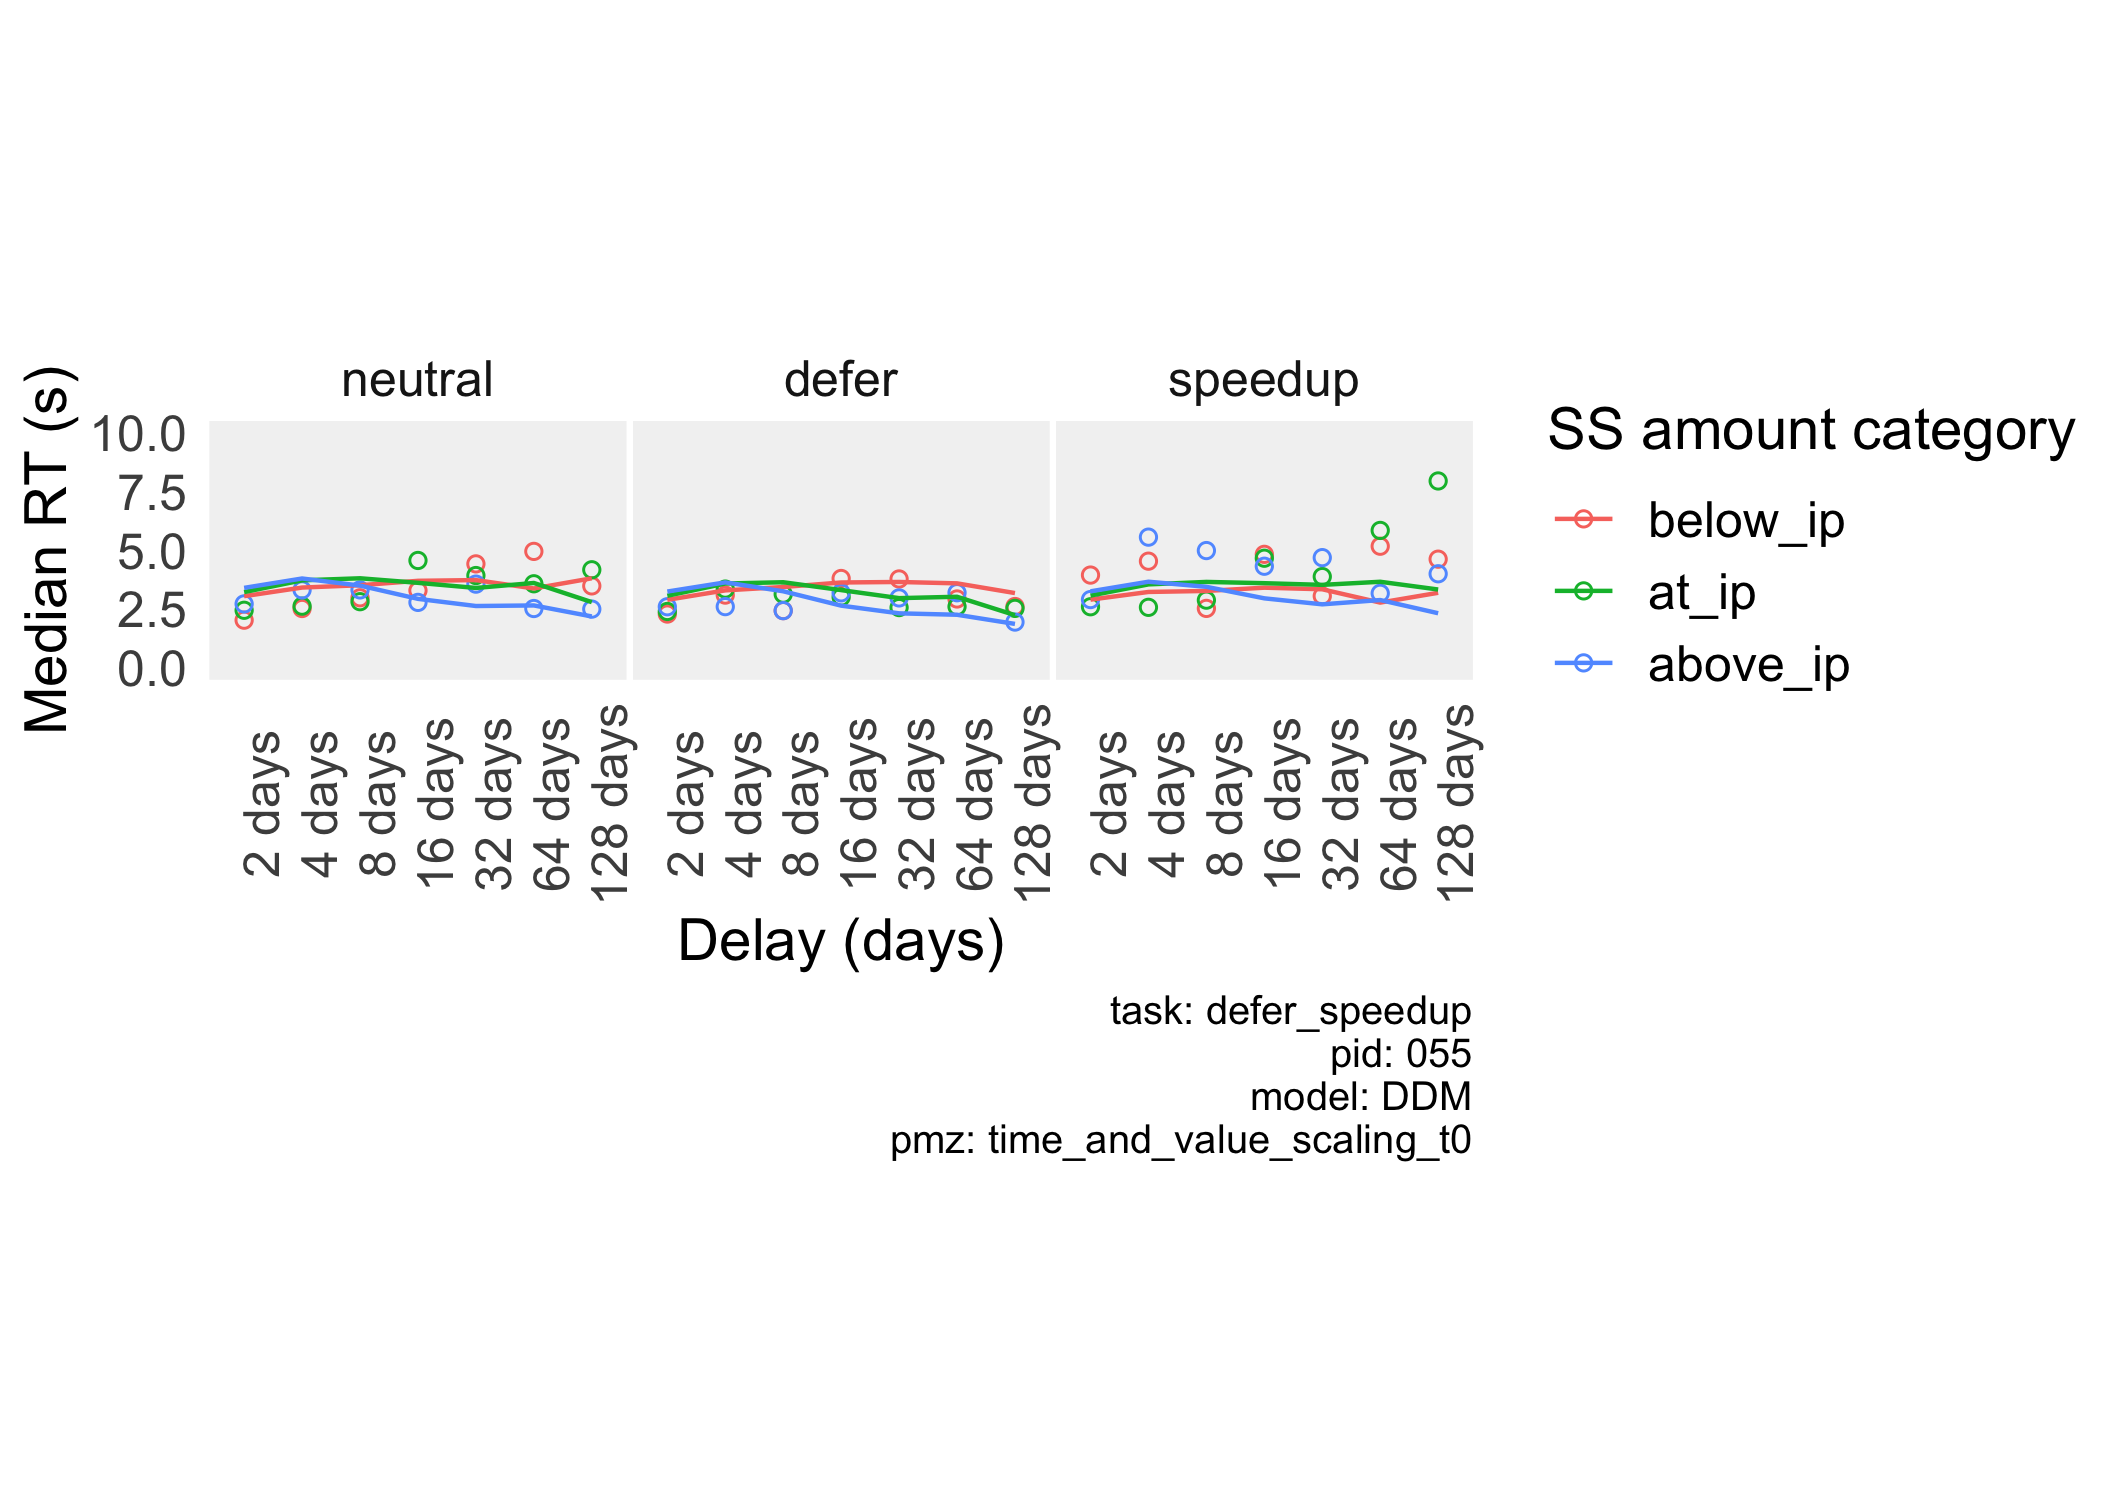 neutral
defer
speedup
Median RT (s)
10.0
7.5
5.0
2.5
0.0
2 days
4 days
8 days
16 days
32 days
64 days
128 days
2 days
4 days
8 days
16 days
32 days
64 days
128 days
2 days
4 days
8 days
16 days
32 days
64 days
128 days
Delay (days)
SS amount category
below_ip
at_ip
above_ip
task: defer_speedup
pid: 055
model: DDM
pmz: time_and_value_scaling_t0